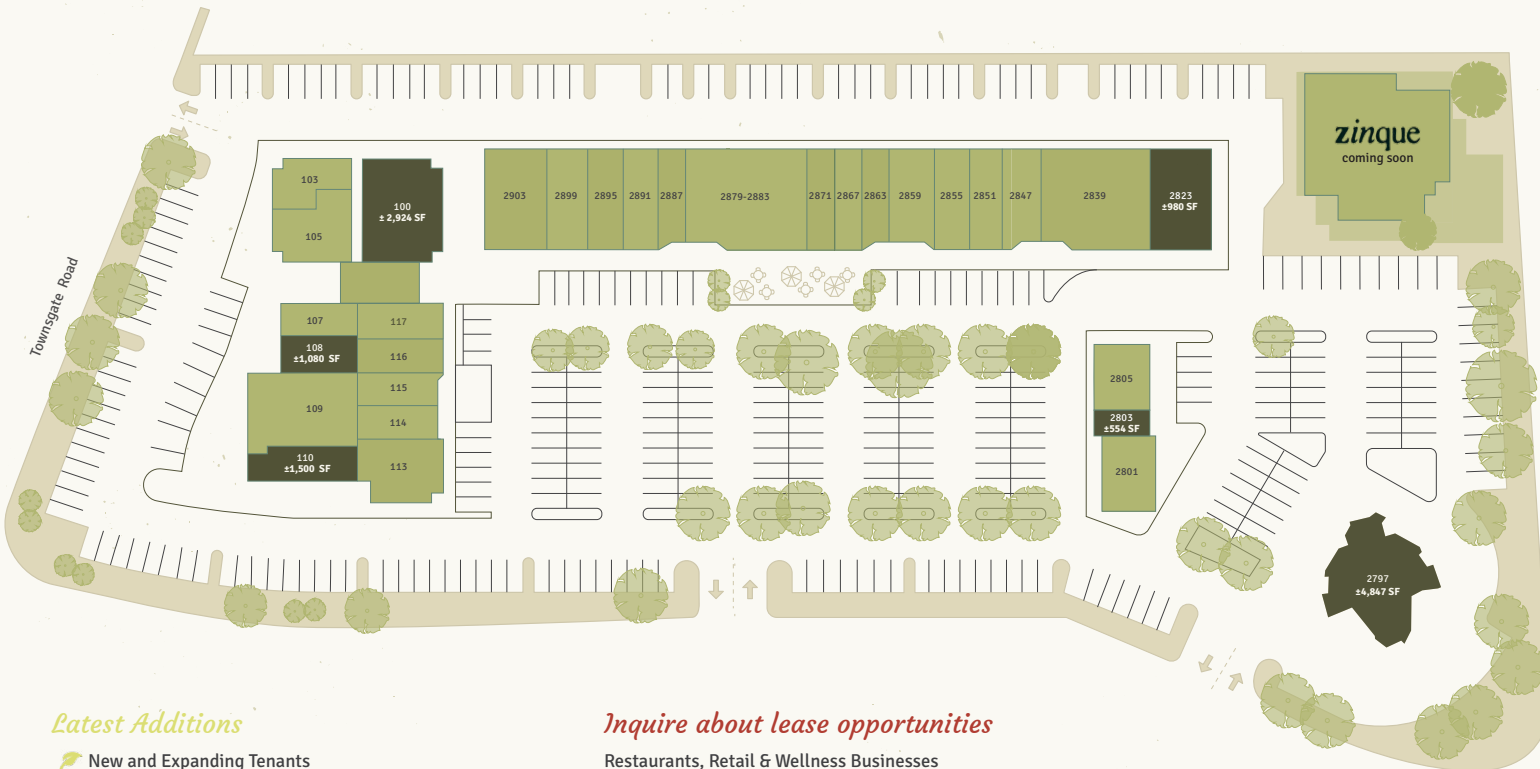 zinque
coming soon
103
105
100
± 2,924 SF
2903
2899
2895
2891
2887
2879-2883
2871
2867
2863
2859
2855
2851
2847
2839
2823
±980 SF
Townsgate Road
107
117
108
±1,080 SF
116
115
109
114
110
±1,500 SF
113
2805
2803
±554 SF
2801
2797
±4,847 SF
Latest Additions
New and Expanding Tenants
Inquire about lease opportunities
Restaurants, Retail & Wellness Businesses